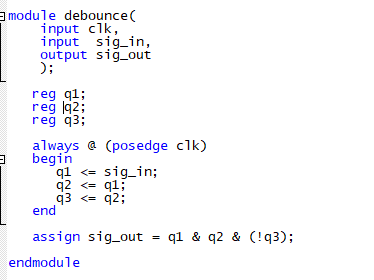 module debounce(
input clk,
input sig_in,
output sig_out
);
reg q1;
reg q2;
reg q3;
always @ (posedge clk)
begin
q1 <= sig_in;
q2 <= q1;
q3 <= q2;
end
assign sig_out = q1 & q2 & (!q3);
endmodule